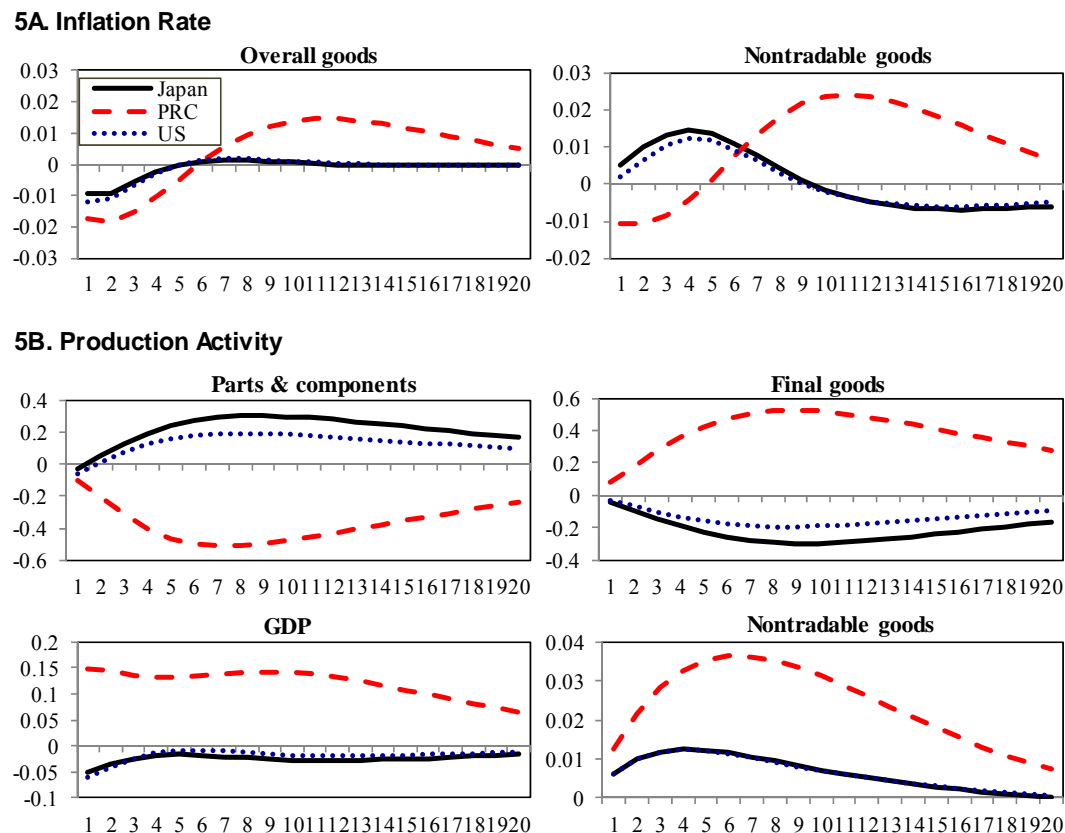 5A. Inflation Rate
Overall goods
0.03
0.02
0.01
0
-0.01
-0.02
-0.03
Japan
PRC
US
1 2 3 4 5 6 7 8 9 1011121314151617181920
Nontradable goods
0.03
0.02
0.01
0
-0.01
-0.02
1 2 3 4 5 6 7 8 9 1011121314151617181920
5B. Production Activity
Parts & components
0.4
0.2
0
-0.2
-0.4
-0.6
1 2 3 4 5 6 7 8 9 1011121314151617181920
Final goods
0.6
0.4
0.2
0
-0.2
-0.4
1 2 3 4 5 6 7 8 9 1011121314151617181920
GDP
0.2
0.15
0.1
0.05
0
-0.05
-0.1
1 2 3 4 5 6 7 8 9 1011121314151617181920
Nontradable goods
0.04
0.03
0.02
0.01
0
1 2 3 4 5 6 7 8 9 1011121314151617181920